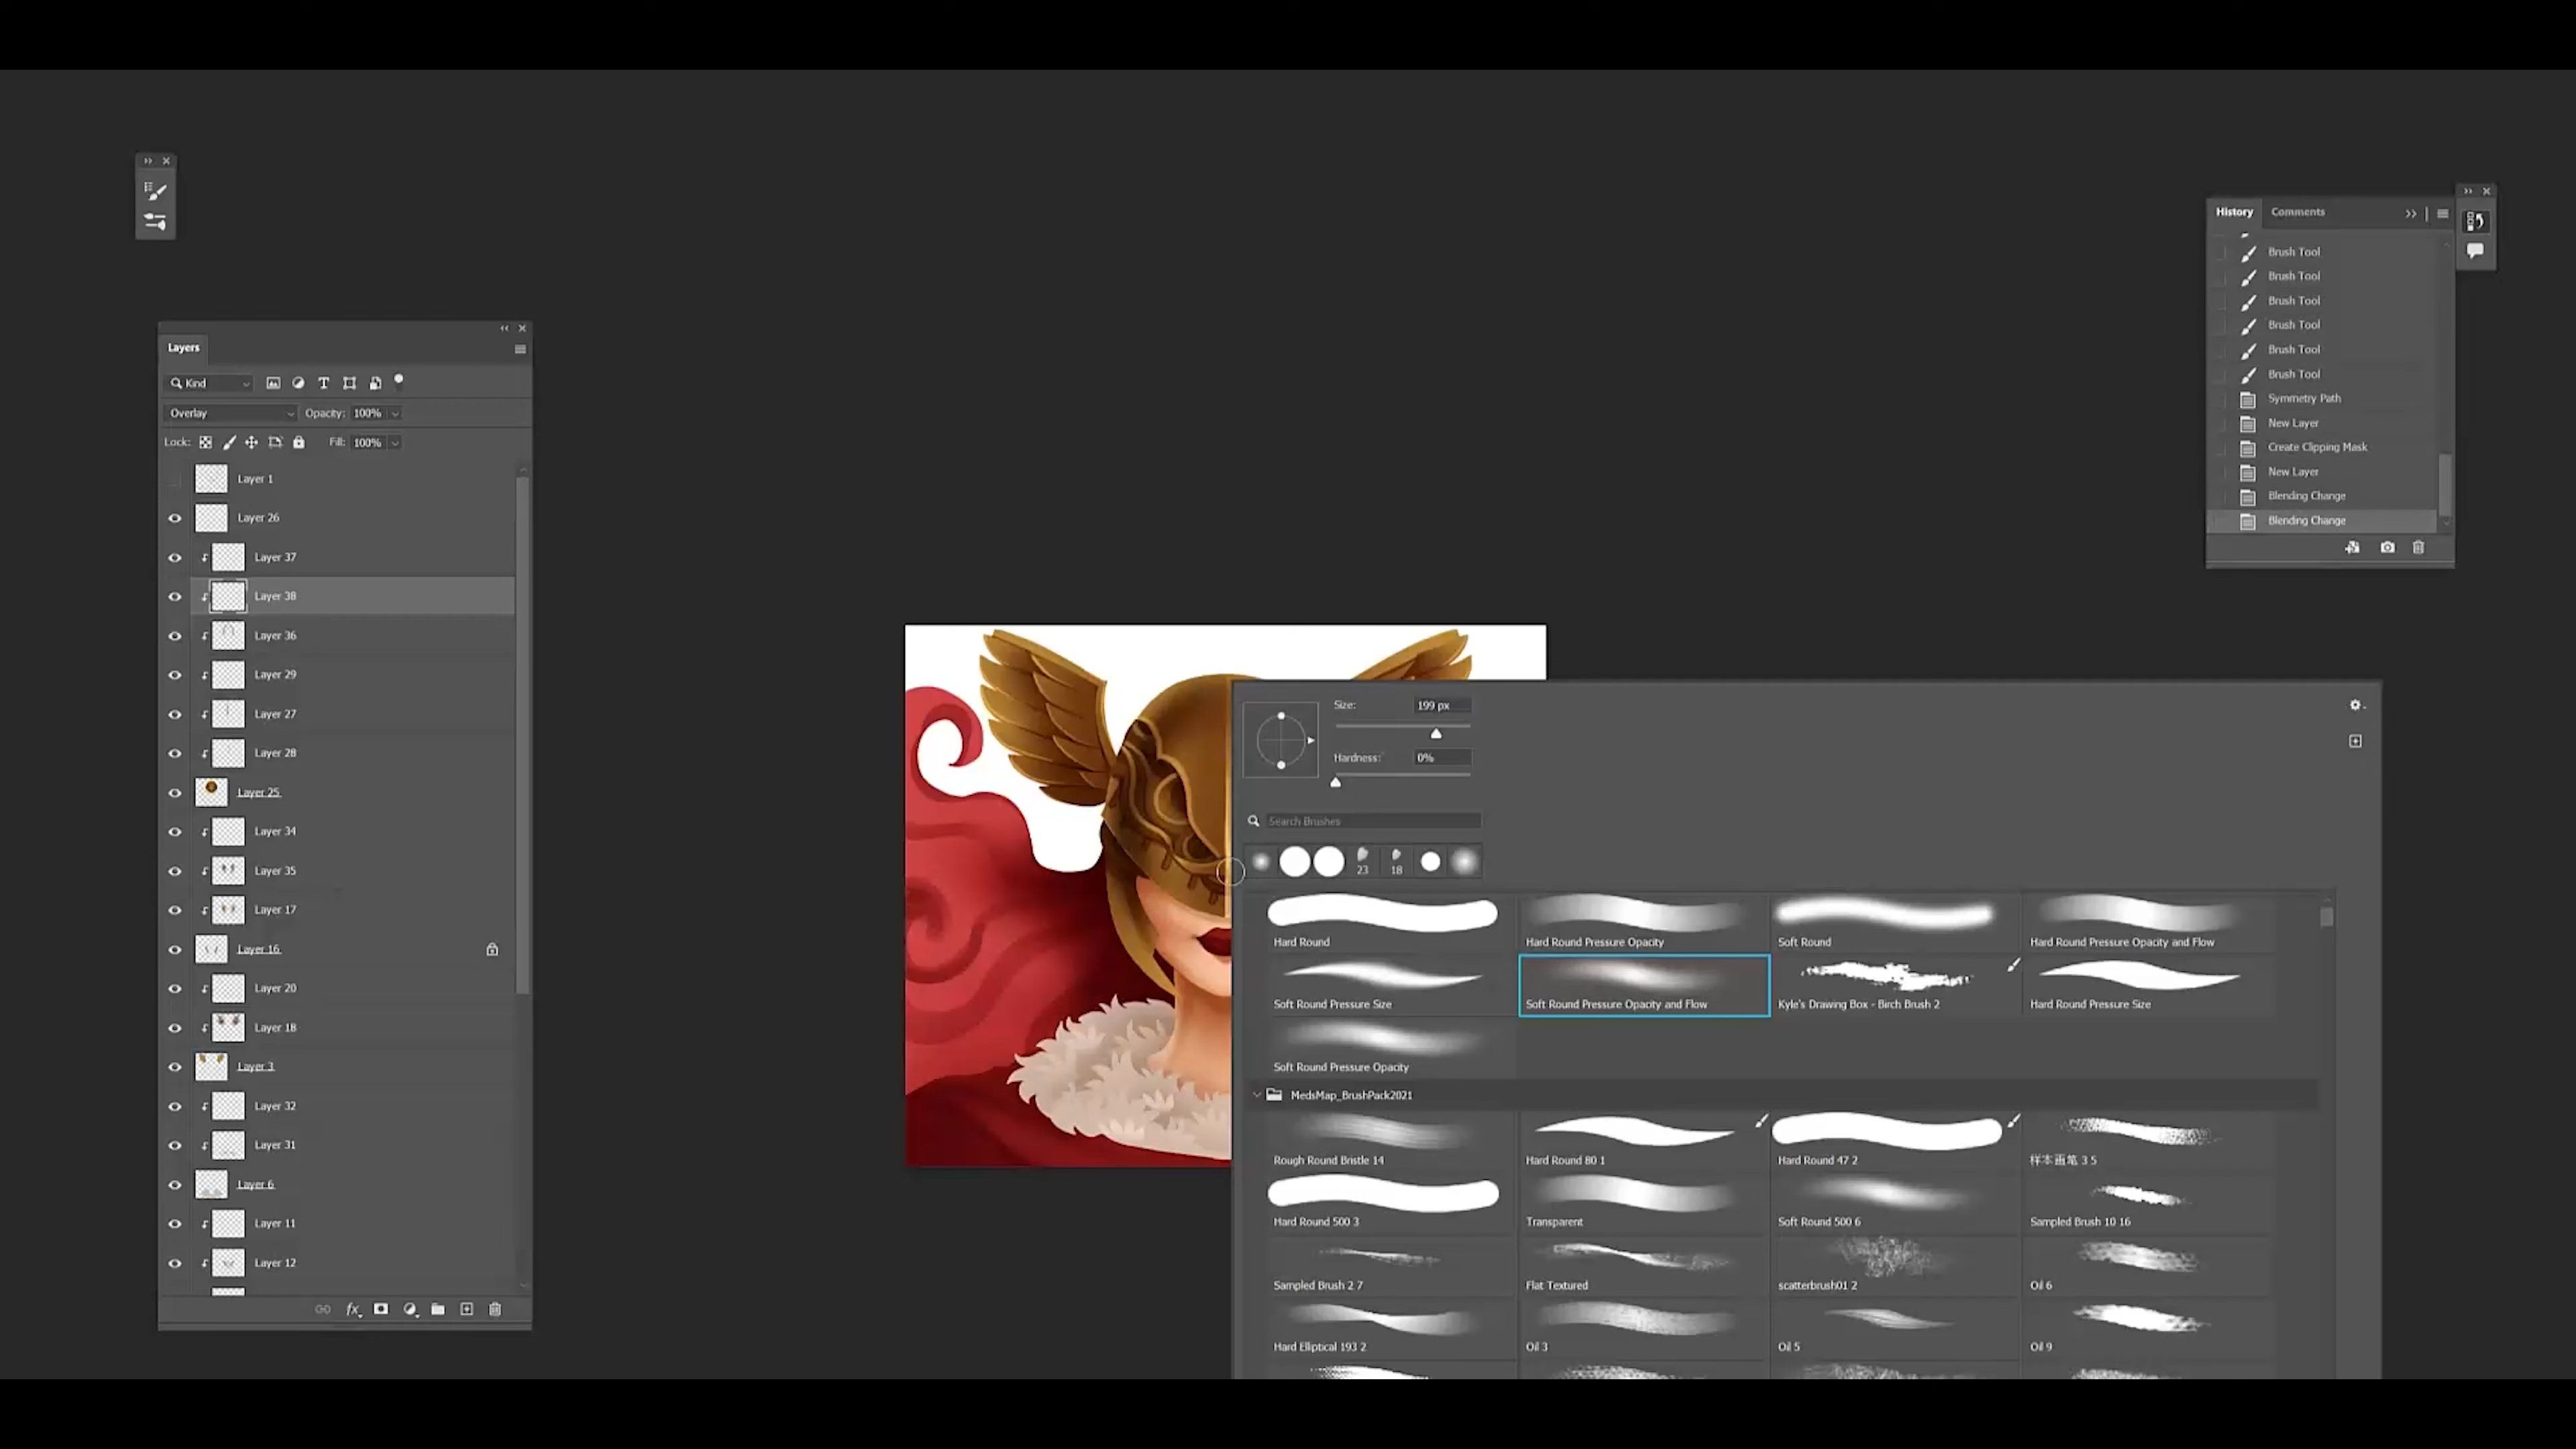 History Comments
Brush Tool
Brush Tool
Brush Tool
Brush Tool
Brush Tool
Brush Tool
Symmetry Path
New Layer
Create Clipping Mask
New Layer
Blending Change
Blending Change
Layers
Kind
Overlay Opacity: 100%
Lock: Fill: 100%
Layer 1
Layer 26
Layer 37
Layer 38
Layer 36
Layer 29
Layer 27
Layer 28
Layer 25
Layer 34
Layer 35
Layer 17
Layer 16
Layer 20
Layer 18
Layer 3
Layer 32
Layer 31
Layer 6
Layer 11
Layer 12
fx
Size: 199 px
Hardness: 0%
Search Brushes
23 18
Hard Round Hard Round Pressure Opacity Soft Round Hard Round Pressure Opacity and Flow
Soft Round Pressure Size Soft Round Pressure Opacity and Flow Kyle's Drawing Box - Birch Brush 2 Hard Round Pressure Size
Soft Round Pressure Opacity
MedsMap_BrushPack2021
Rough Round Bristle 14 Hard Round 80 1 Hard Round 47 2 样本画笔 3 5
Hard Round 500 3 Transparent Soft Round 500 6 Sampled Brush 10 16
Sampled Brush 2 7 Flat Textured scatterbrush01 2 Oil 6
Hard Elliptical 193 2 Oil 3 Oil 5 Oil 9